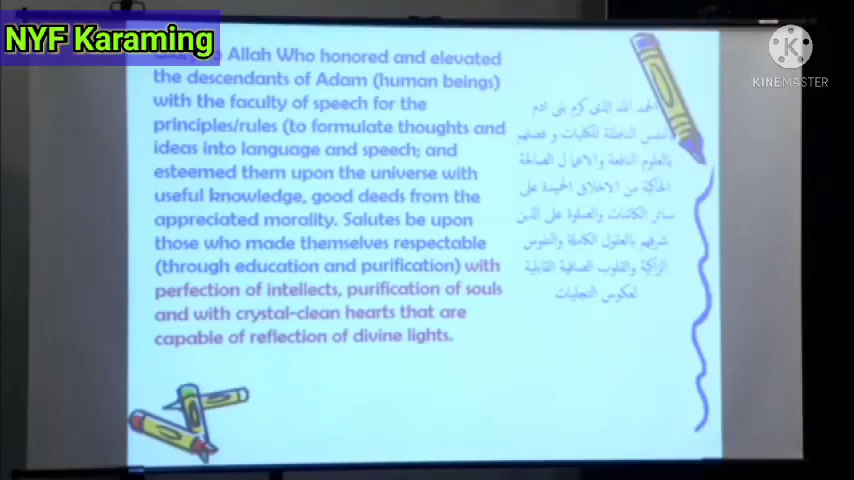 NYF Karaming
KINEMASTER
Allah Who honored and elevated
the descendants of Adam (human beings)
with the faculty of speech for the
principles/rules (to formulate thoughts and
ideas into language and speech; and
esteemed them upon the universe with
useful knowledge, good deeds from the
appreciated morality. Salutes be upon
those who made themselves respectable
(through education and purification) with
perfection of intellects, purification of souls
and with crystal-clean hearts that are
capable of reflection of divine lights.
الحمد الله الذى كرم بنى ادم
بالنفس الناطقة للكليات و فضلهم
بالعلوم النافعة والاعما ل الصالحة
من الاخلاق الحميدة على
سائر الكائنات والصلوة على الذين
شرفهم بالعقول الكاملة والنفوس
الزاكية والقلوب الصافية القابلية
لعكوس التجليات